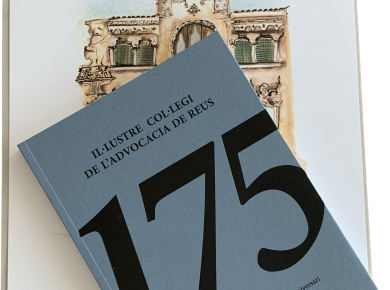 IL·LUSTRE COL·LEGI
DE L'ADVOCACIA DE REUS
175